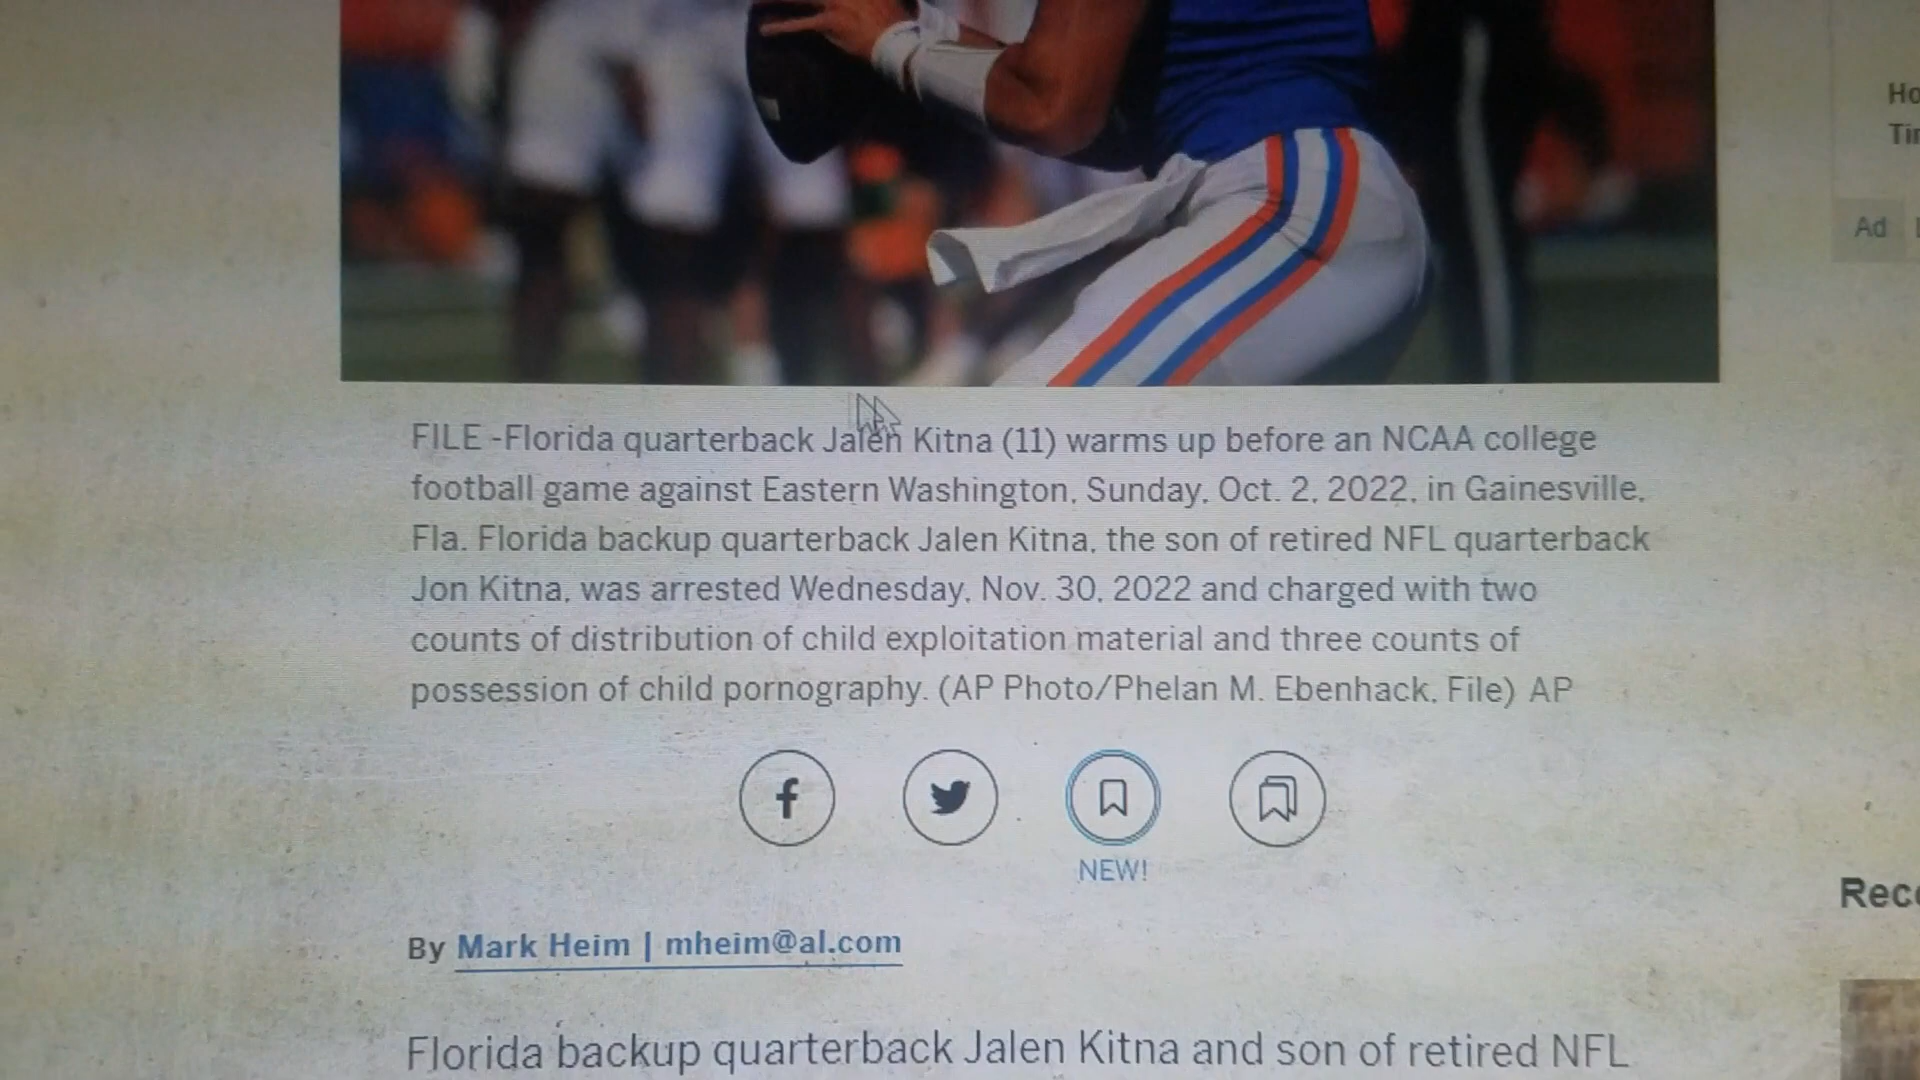 Ho
Tir
Ad
FILE -Florida quarterback Jalen Kitna (11) warms up before an NCAA college
football game against Eastern Washington, Sunday, Oct. 2, 2022, in Gainesville,
Fla. Florida backup quarterback Jalen Kitna, the son of retired NFL quarterback
Jon Kitna, was arrested Wednesday, Nov. 30, 2022 and charged with two
counts of distribution of child exploitation material and three counts of
possession of child pornography. (AP Photo/Phelan M. Ebenhack, File) AP
NEW!
Rec
By Mark Heim | mheim@al.com
Florida backup quarterback Jalen Kitna and son of retired NFL